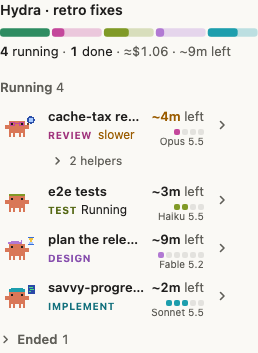 Hydra · retro fixes
4 running · 1 done · ≈$1.06 · ~9m left
Running 4
cache-tax re... ~4m left
REVIEW slower Opus 5.5
2 helpers
e2e tests ~3m left
TEST Running Haiku 5.5
plan the rele... ~9m left
DESIGN Fable 5.2
savvy-progre... ~2m left
IMPLEMENT Sonnet 5.5
Ended 1